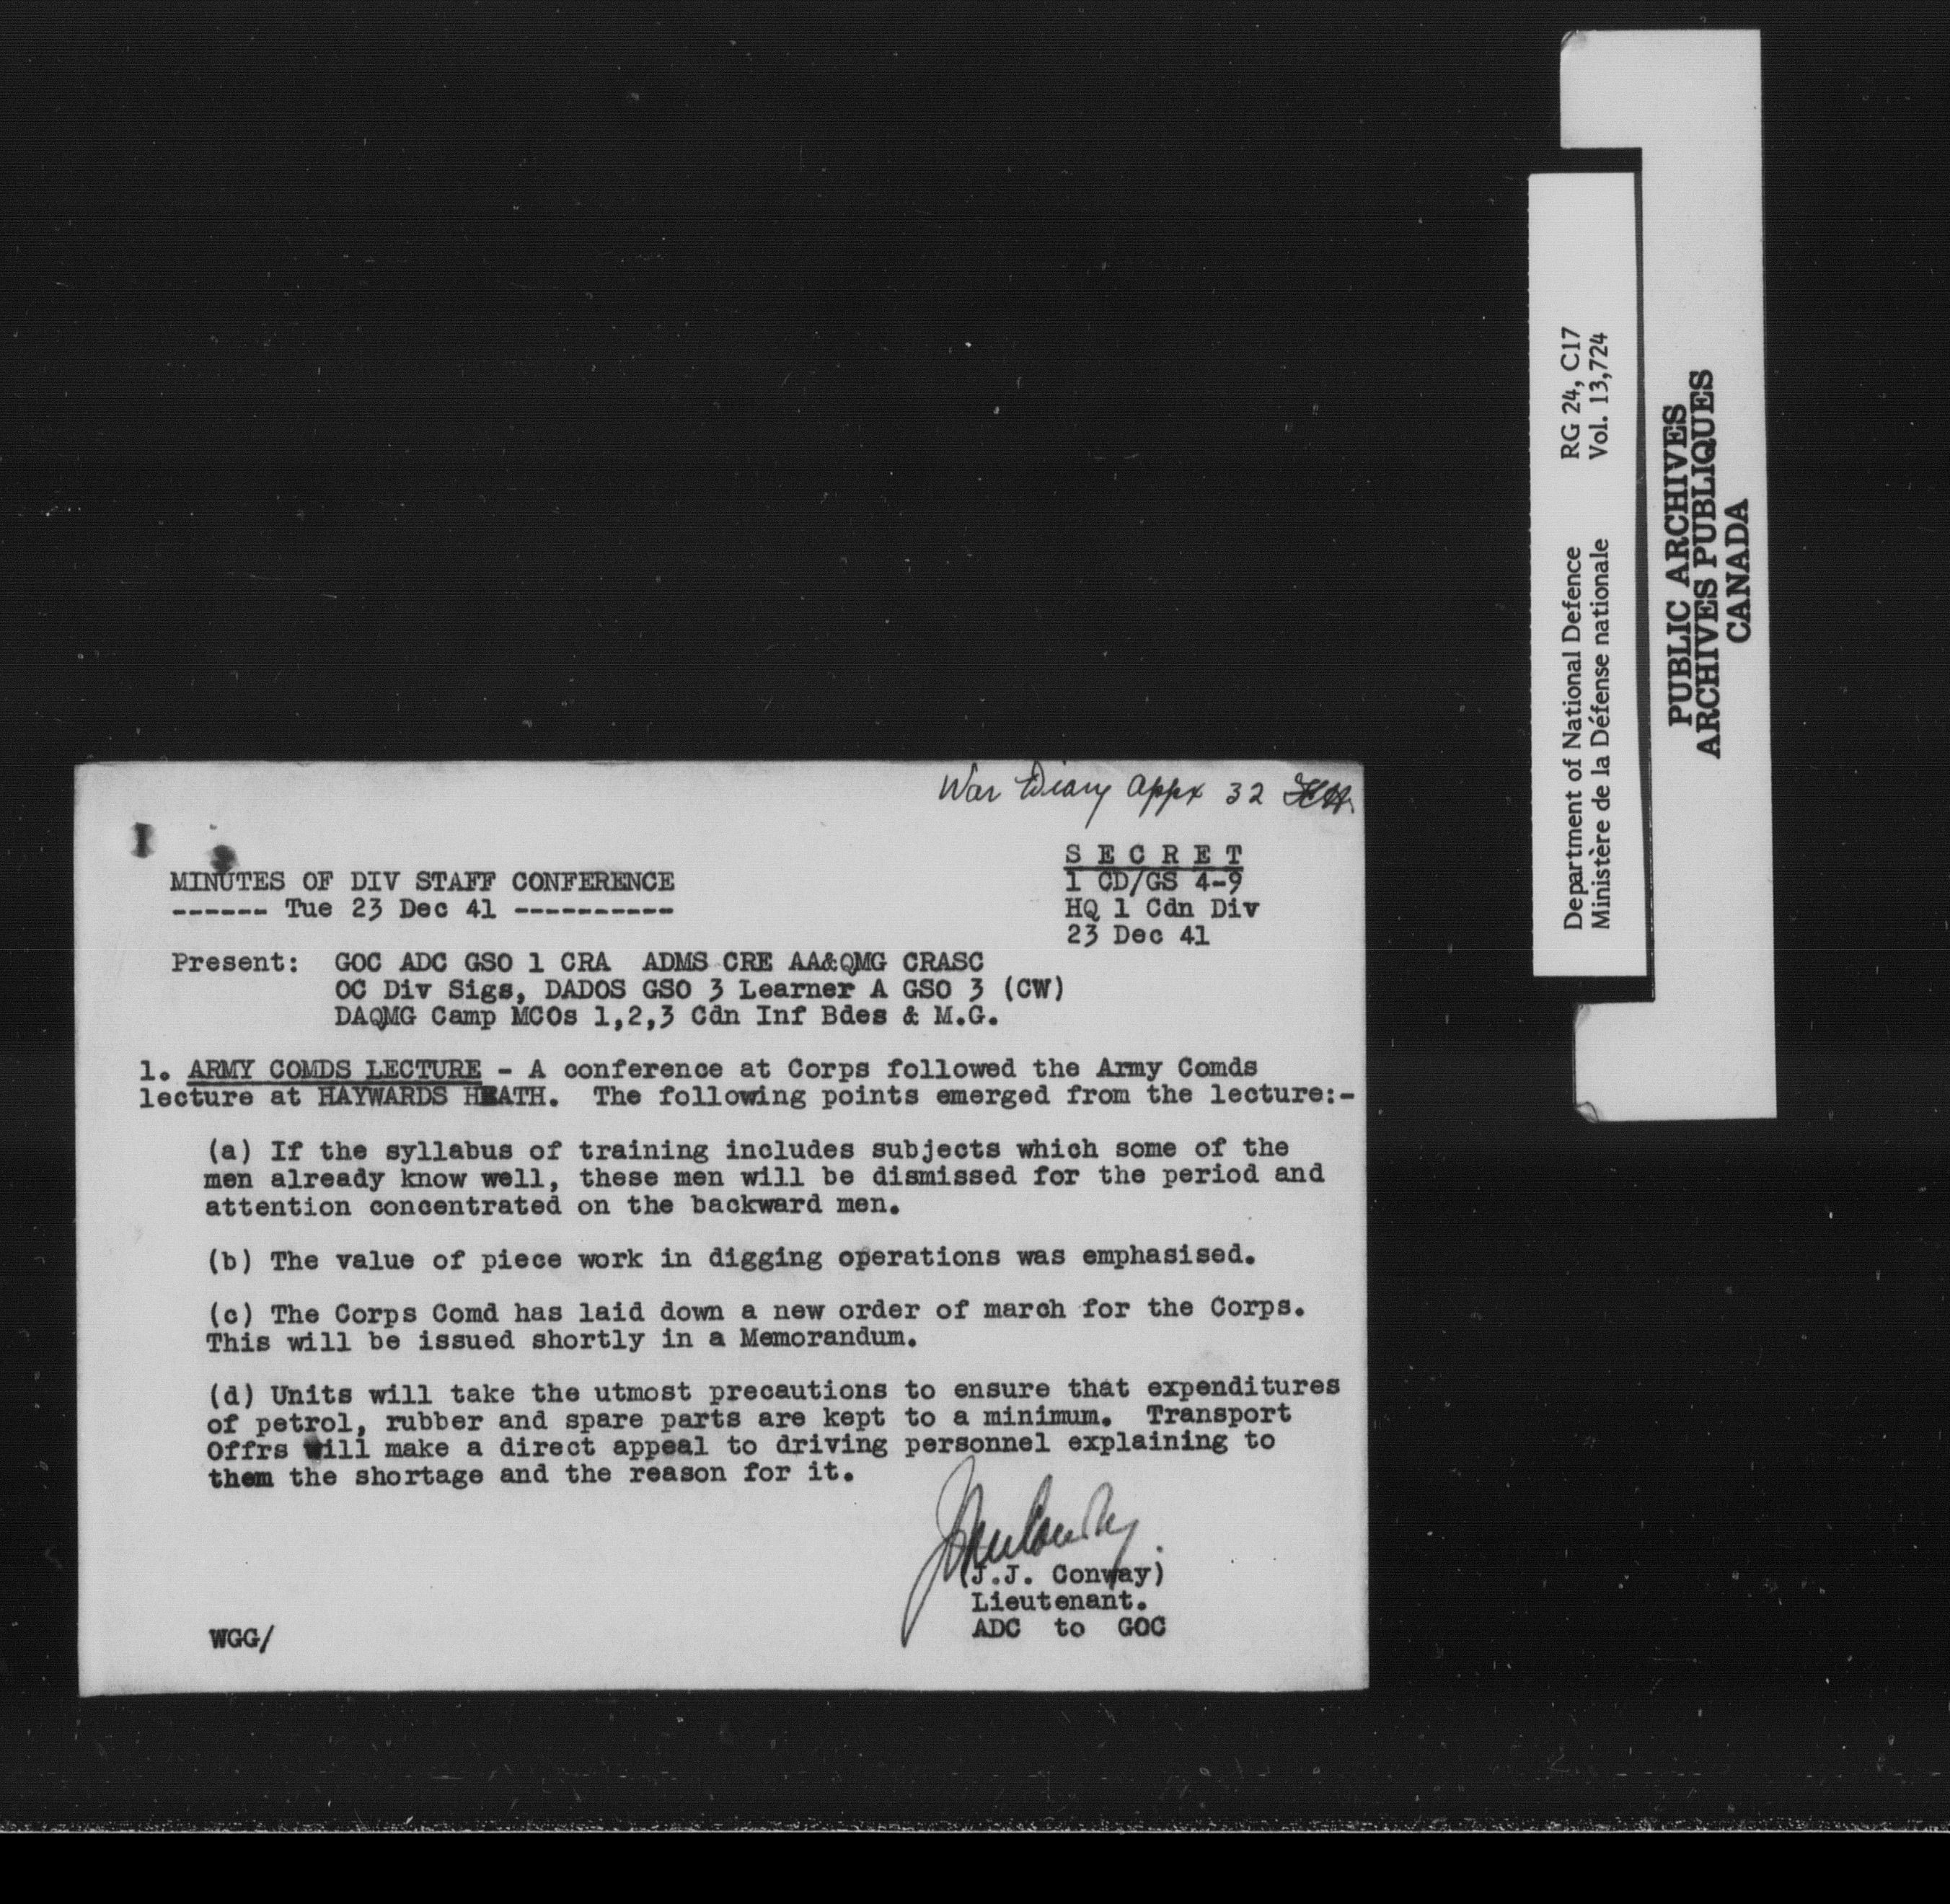 War Diary Appx 32
S E C R E T
1 CD/GS 4-9
HQ 1 Cdn Div
23 Dec 41
MINUTES OF DIV STAFF CONFERENCE
------ Tue 23 Dec 41 ----------
Present: GOC ADC GSO 1 CRA ADMS CRE AA&QMG CRASC
OC Div Sigs, DADOS GSO 3 Learner A GSO 3 (CW)
DAQMG Camp MCOs 1,2,3 Cdn Inf Bdes & M.G.
1. ARMY COMDS LECTURE - A conference at Corps followed the Army Comds
lecture at HAYWARDS HEATH. The following points emerged from the lecture:-
(a) If the syllabus of training includes subjects which some of the
men already know well, these men will be dismissed for the period and
attention concentrated on the backward men.
(b) The value of piece work in digging operations was emphasised.
(c) The Corps Comd has laid down a new order of march for the Corps.
This will be issued shortly in a Memorandum.
(d) Units will take the utmost precautions to ensure that expenditures
of petrol, rubber and spare parts are kept to a minimum. Transport
Offrs will make a direct appeal to driving personnel explaining to
them the shortage and the reason for it.
(J.J. Conway)
Lieutenant.
ADC to GOC
WGG/
Department of National Defence RG 24, C17
Ministère de la Défense nationale Vol. 13,724
PUBLIC ARCHIVES
ARCHIVES PUBLIQUES
CANADA